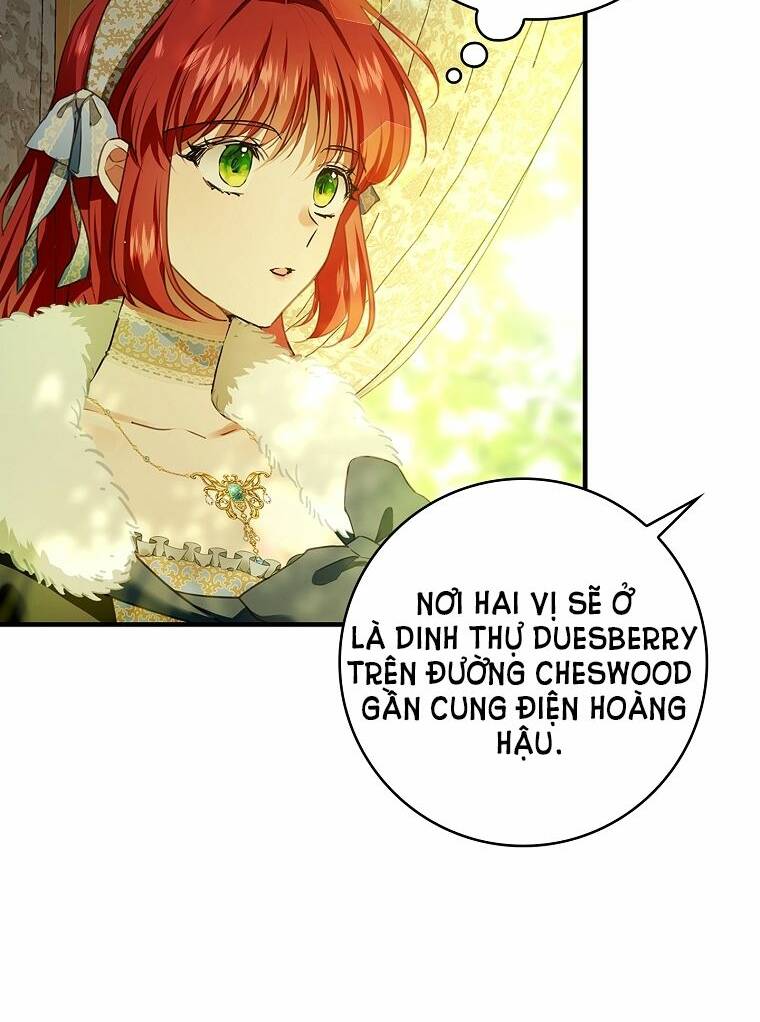 NƠI HAI VỊ SẼ Ở
LÀ DINH THỰ DUESBERRY
TRÊN ĐƯỜNG CHESWOOD
GẦN CUNG ĐIỆN HOÀNG
HẬU.